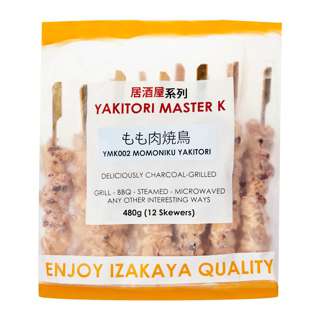 居酒屋系列
YAKITORI MASTER K
もも肉焼鳥
YMK002 MOMONIKU YAKITORI
DELICIOUSLY CHARCOAL-GRILLED
GRILL - BBQ - STEAMED - MICROWAVED
ANY OTHER INTERESTING WAYS
480g (12 Skewers)
ENJOY IZAKAYA QUALITY